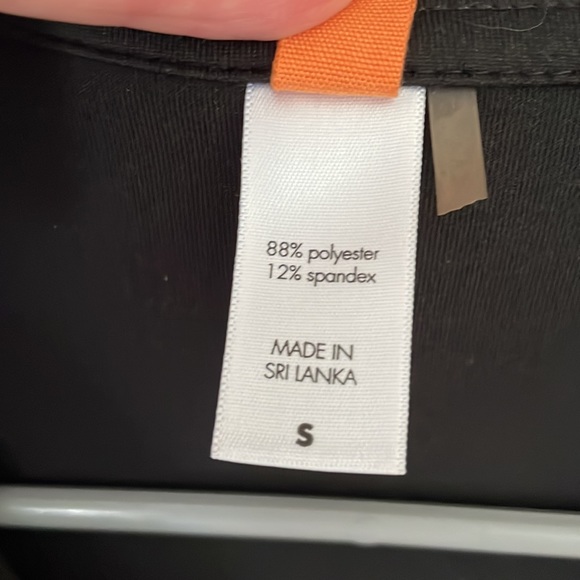 88% polyester
12% spandex
MADE IN
SRI LANKA
S